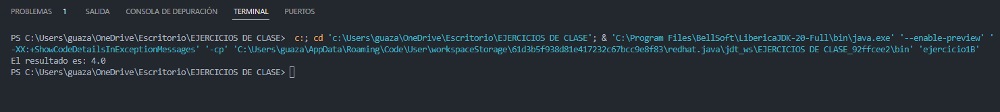 PROBLEMAS 1 SALIDA CONSOLA DE DEPURACIÓN TERMINAL PUERTOS
PS C:\Users\guaza\OneDrive\Escritorio\EJERCICIOS DE CLASE>  c:; cd 'c:\Users\guaza\OneDrive\Escritorio\EJERCICIOS DE CLASE'; & 'C:\Program Files\BellSoft\LibericaJDK-20-Full\bin\java.exe' '--enable-preview' '
-XX:+ShowCodeDetailsInExceptionMessages' '-cp' 'C:\Users\guaza\AppData\Roaming\Code\User\workspaceStorage\61d3b5f938d81e417232c67bcc9e8f83\redhat.java\jdt_ws\EJERCICIOS DE CLASE_92ffcee2\bin' 'ejercicio1B'
El resultado es: 4.0
PS C:\Users\guaza\OneDrive\Escritorio\EJERCICIOS DE CLASE>